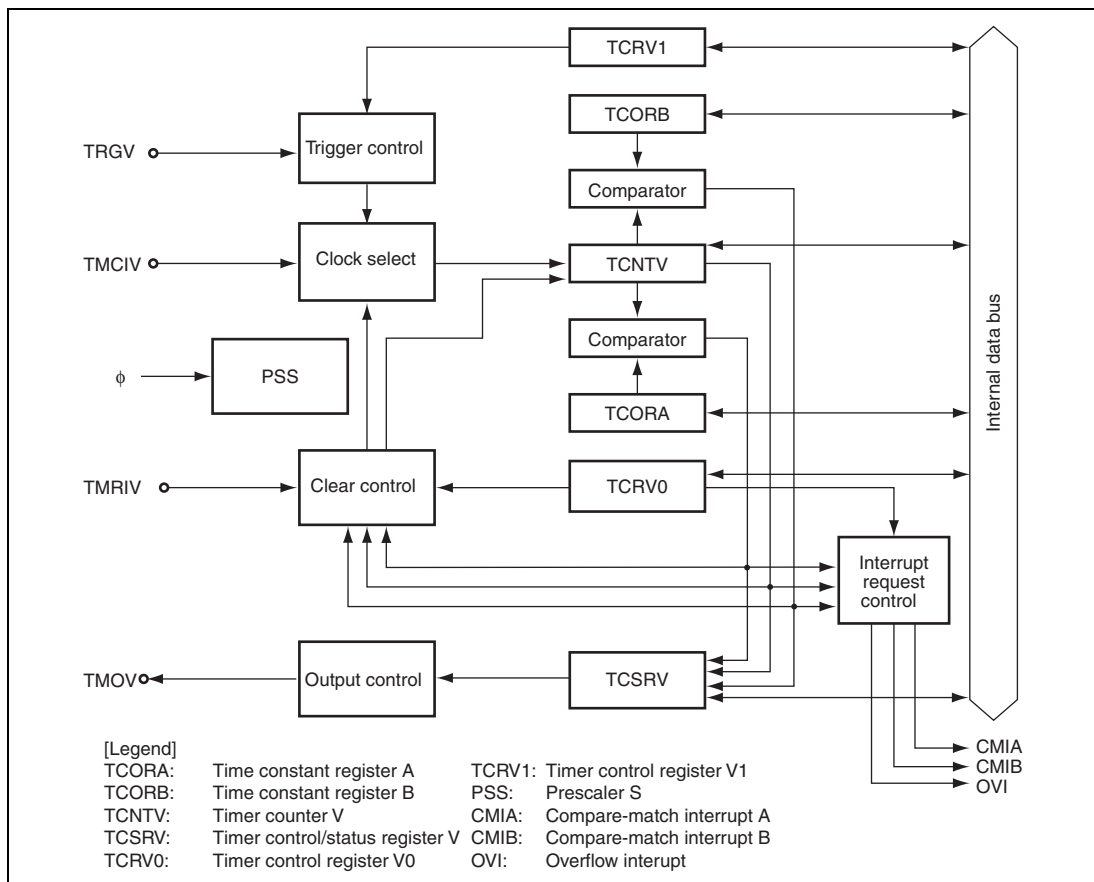 TCRV1
TCORB
TRGV
Trigger control
Comparator
TMCIV
Clock select
TCNTV
Comparator
φ
PSS
TCORA
Internal data bus
TMRIV
Clear control
TCRV0
Interrupt
request
control
TMOV
Output control
TCSRV
CMIA
CMIB
OVI
[Legend]
TCORA: Time constant register A
TCORB: Time constant register B
TCNTV: Timer counter V
TCSRV: Timer control/status register V
TCRV0: Timer control register V0
TCRV1: Timer control register V1
PSS: Prescaler S
CMIA: Compare-match interrupt A
CMIB: Compare-match interrupt B
OVI: Overflow interupt